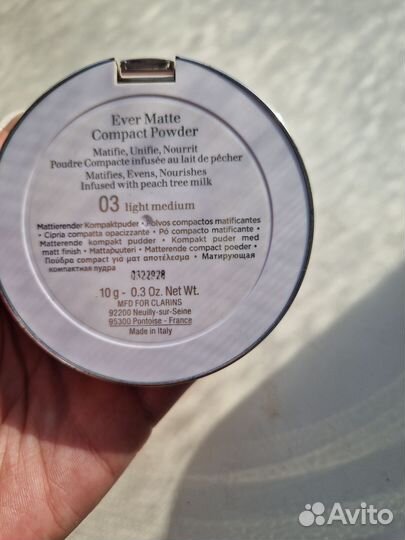 Ever Matte
Compact Powder
Matifie, Unifie, Nourrit
Poudre Compacte infusée au lait de pêcher
Matifies, Evens, Nourishes
Infused with peach tree milk
03 light medium
Mattierender Kompaktpuder • Polvos compactos matificantes
• Cipria compatta opacizzante • Pó compacto matificante •
Matterende kompakt pudder • Kompakt puder med
matt finish • Mattapuuteri • Matterende compact poeder •
Πούδρα compact για ματ αποτέλεσμα • Матирующая
компактная пудра
0322928
10 g - 0.3 Oz. Net Wt.
MFD FOR CLARINS
92200 Neuilly-sur-Seine
95300 Pontoise - France
Made in Italy
Avito